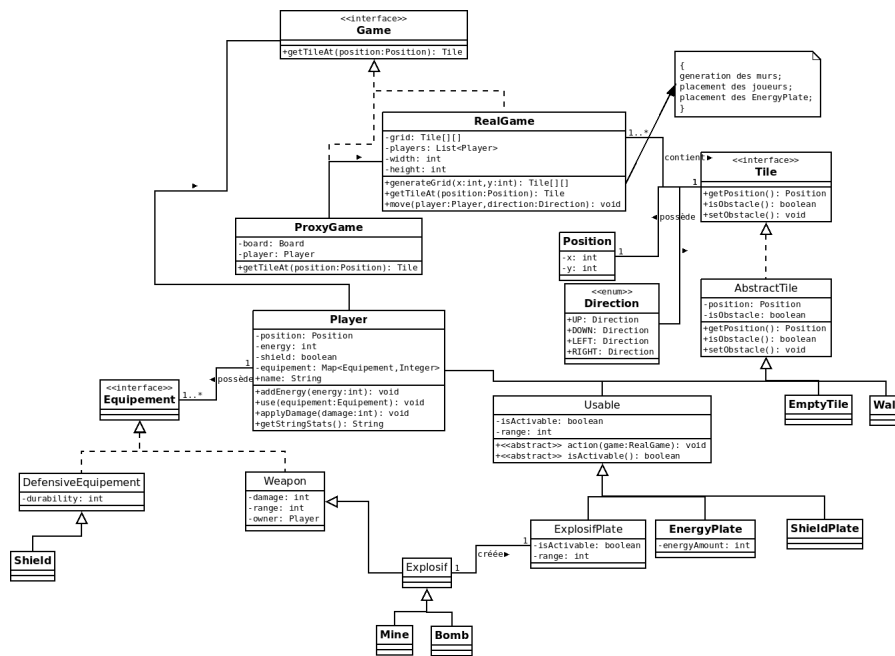 <<interface>>
Game
+getTileAt(position:Position): Tile
{
generation des murs;
placement des joueurs;
placement des EnergyPlate;
}
RealGame
-grid: Tile[][]
-players: List<Player>
-width: int
-height: int
+generateGrid(x:int,y:int): Tile[][]
+getTileAt(position:Position): Tile
+move(player:Player,direction:Direction): void
1..*
contient
1
<<interface>>
Tile
+getPosition(): Position
+isObstacle(): boolean
+setObstacle(): void
possède
ProxyGame
-board: Board
-player: Player
+getTileAt(position:Position): Tile
Position
-x: int
-y: int
1
<<enum>>
Direction
+UP: Direction
+DOWN: Direction
+LEFT: Direction
+RIGHT: Direction
AbstractTile
-position: Position
-isObstacle: boolean
+getPosition(): Position
+isObstacle(): boolean
+setObstacle(): void
Player
-position: Position
-energy: int
-shield: boolean
-equipement: Map<Equipement,Integer>
+name: String
+addEnergy(energy:int): void
+use(equipement:Equipement): void
+applyDamage(damage:int): void
+getStringStats(): String
1
possède
1..*
<<interface>>
Equipement
Usable
-isActivable: boolean
-range: int
+<<abstract>> action(game:RealGame): void
+<<abstract>> isActivable(): boolean
EmptyTile
Wal
DefensiveEquipement
-durability: int
Weapon
-damage: int
-range: int
-owner: Player
Shield
ExplosifPlate
-isActivable: boolean
-range: int
EnergyPlate
-energyAmount: int
ShieldPlate
1
créée
1
Explosif
Mine
Bomb